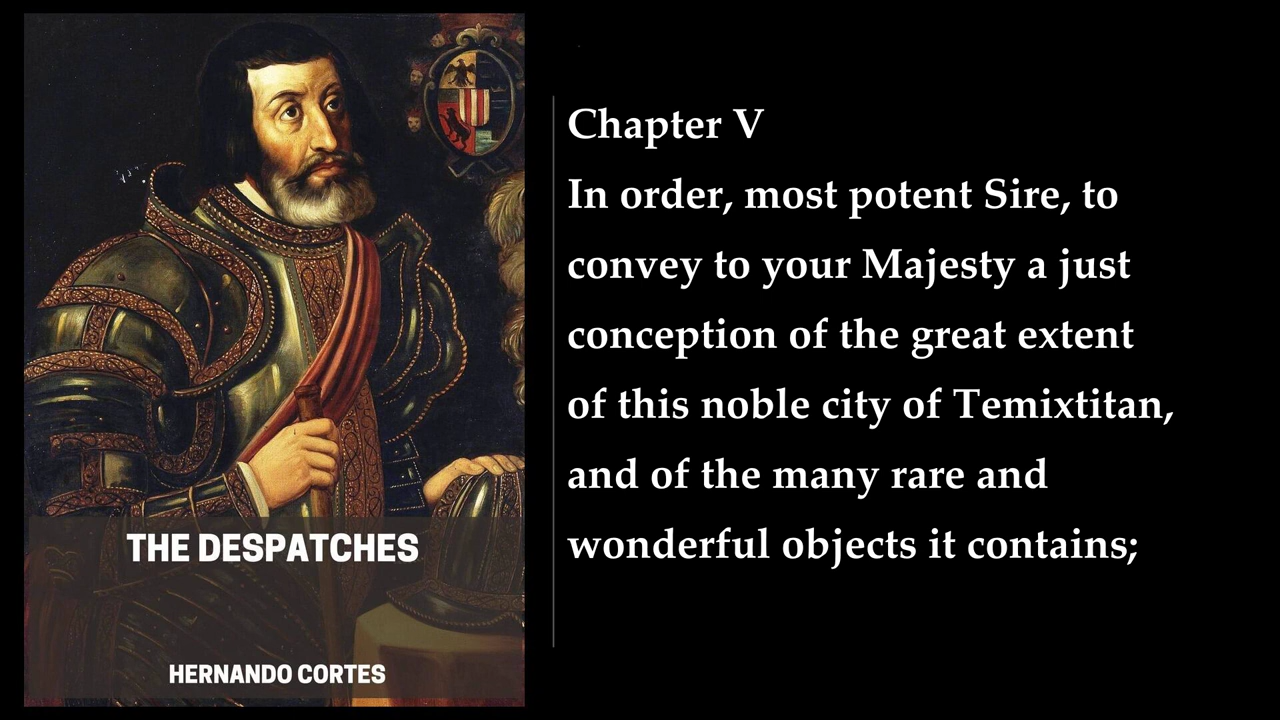 THE DESPATCHES
HERNANDO CORTES
Chapter V
In order, most potent Sire, to
convey to your Majesty a just
conception of the great extent
of this noble city of Temixtitan,
and of the many rare and
wonderful objects it contains;